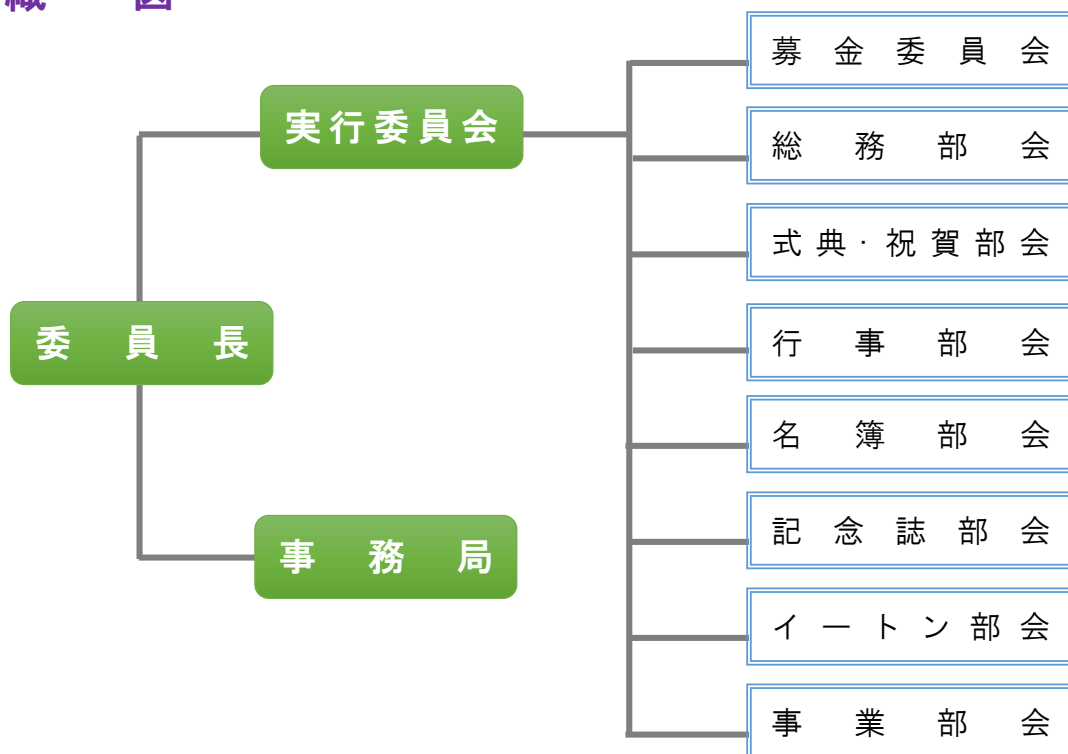 織 図
募金委員会
実行委員会
総務部会
式典・祝賀部会
委員長
行事部会
名簿部会
記念誌部会
事務局
イートン部会
事業部会